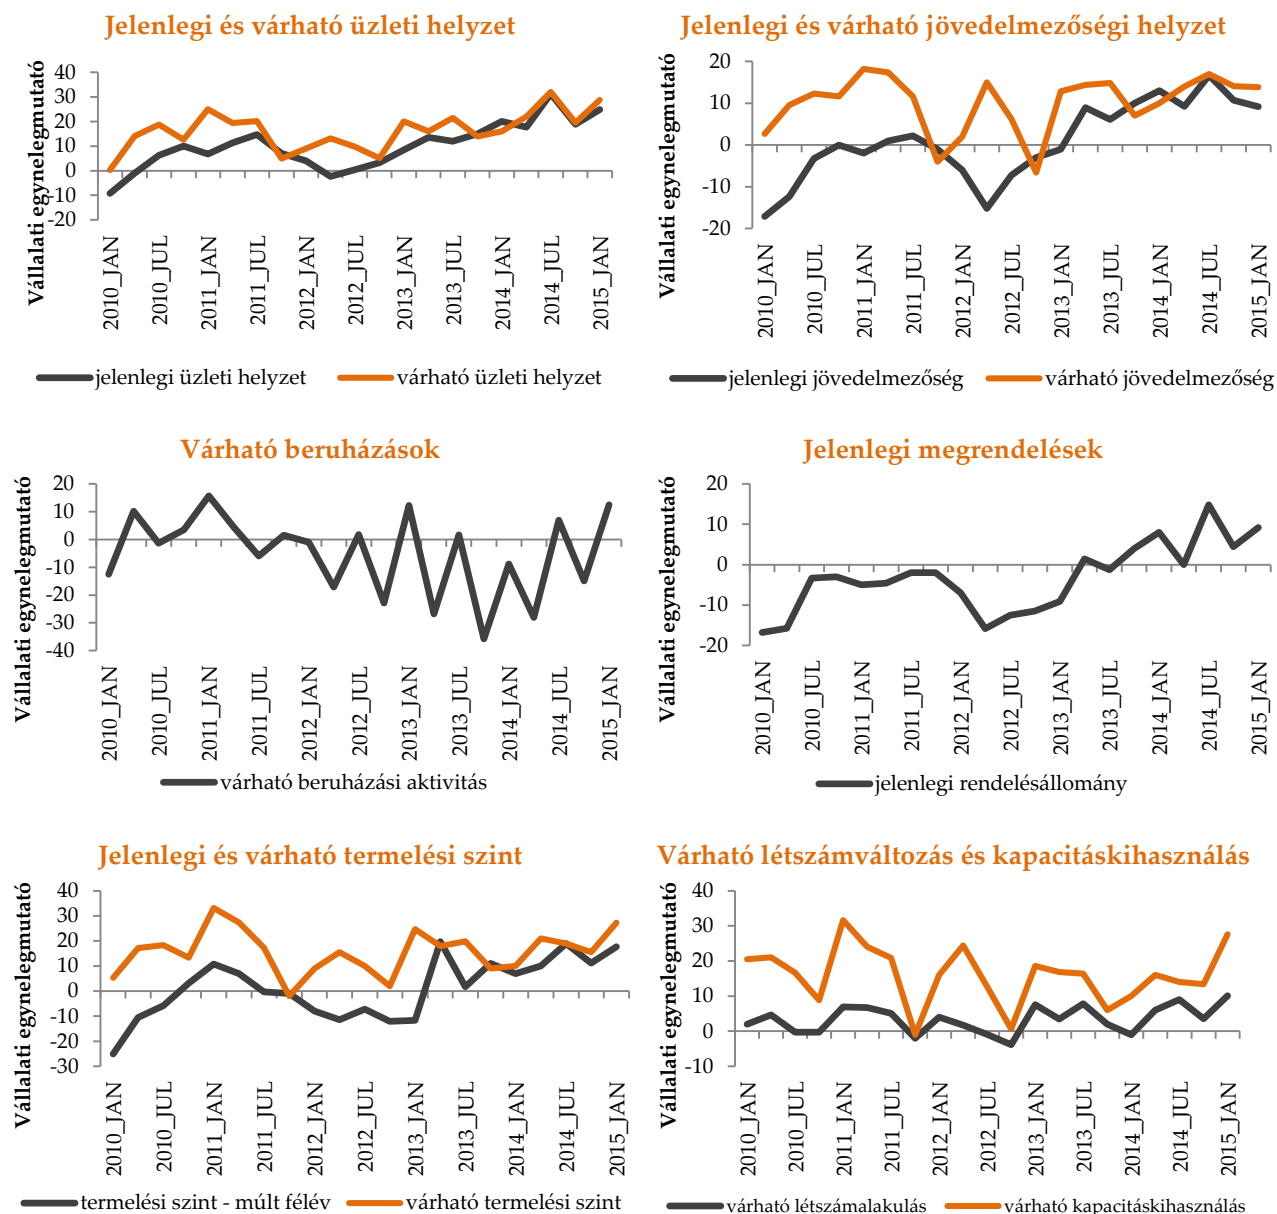 Jelenlegi és várható üzleti helyzet
Vállalati egynelegmutató
40
30
20
10
0
-10
-20
2010_JAN
2010_JUL
2011_JAN
2011_JUL
2012_JAN
2012_JUL
2013_JAN
2013_JUL
2014_JAN
2014_JUL
2015_JAN
jelenlegi üzleti helyzet
várható üzleti helyzet
Jelenlegi és várható jövedelmezőségi helyzet
Vállalati egynelegmutató
20
10
0
-10
-20
2010_JAN
2010_JUL
2011_JAN
2011_JUL
2012_JAN
2012_JUL
2013_JAN
2013_JUL
2014_JAN
2014_JUL
2015_JAN
jelenlegi jövedelmezőség
várható jövedelmezőség
Várható beruházások
Vállalati egynelegmutató
20
10
0
-10
-20
-30
-40
2010_JAN
2010_JUL
2011_JAN
2011_JUL
2012_JAN
2012_JUL
2013_JAN
2013_JUL
2014_JAN
2014_JUL
2015_JAN
várható beruházási aktivitás
Jelenlegi megrendelések
Vállalati egynelegmutató
20
10
0
-10
-20
2010_JAN
2010_JUL
2011_JAN
2011_JUL
2012_JAN
2012_JUL
2013_JAN
2013_JUL
2014_JAN
2014_JUL
2015_JAN
jelenlegi rendelésállomány
Jelenlegi és várható termelési szint
Vállalati egynelegmutató
40
30
20
10
0
-10
-20
-30
2010_JAN
2010_JUL
2011_JAN
2011_JUL
2012_JAN
2012_JUL
2013_JAN
2013_JUL
2014_JAN
2014_JUL
2015_JAN
termelési szint - múlt félév
várható termelési szint
Várható létszámváltozás és kapacitáskihasználás
Vállalati egynelegmutató
40
30
20
10
0
-10
2010_JAN
2010_JUL
2011_JAN
2011_JUL
2012_JAN
2012_JUL
2013_JAN
2013_JUL
2014_JAN
2014_JUL
2015_JAN
várható létszámalakulás
várható kapacitáskihasználás